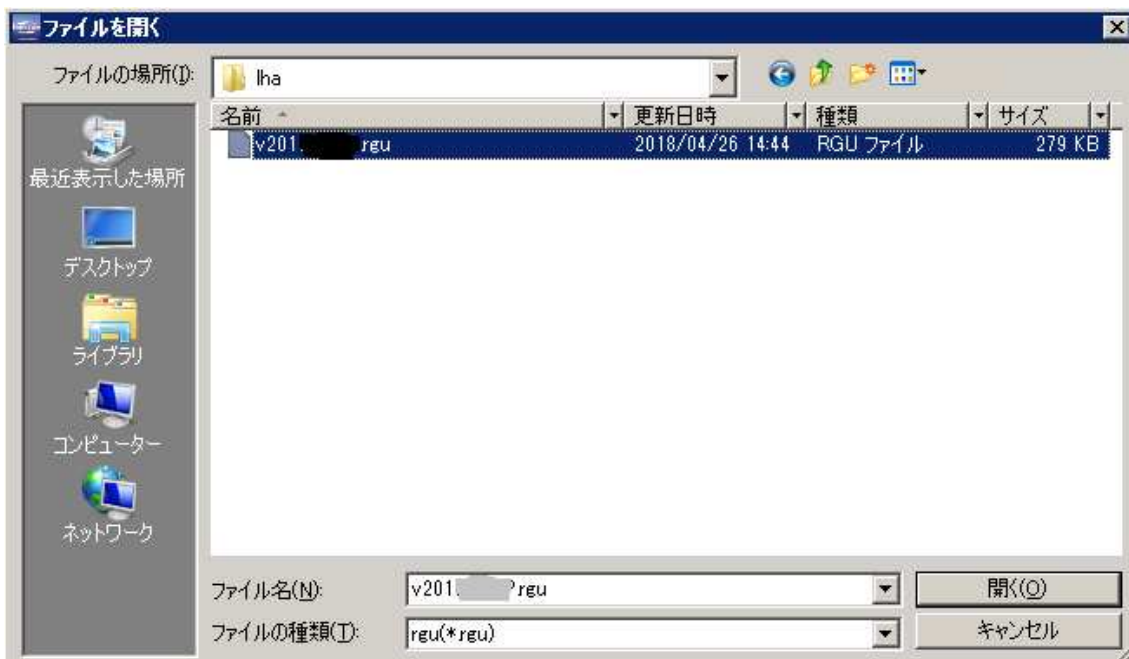 ファイルを開く
ファイルの場所(I): lha
名前 更新日時 種類 サイズ
v201. rgu 2018/04/26 14:44 RGU ファイル 279 KB
最近表示した場所
デスクトップ
ライブラリ
コンピューター
ネットワーク
ファイル名(N): v201. rgu 開く(O)
ファイルの種類(T): rgu(*rgu) キャンセル